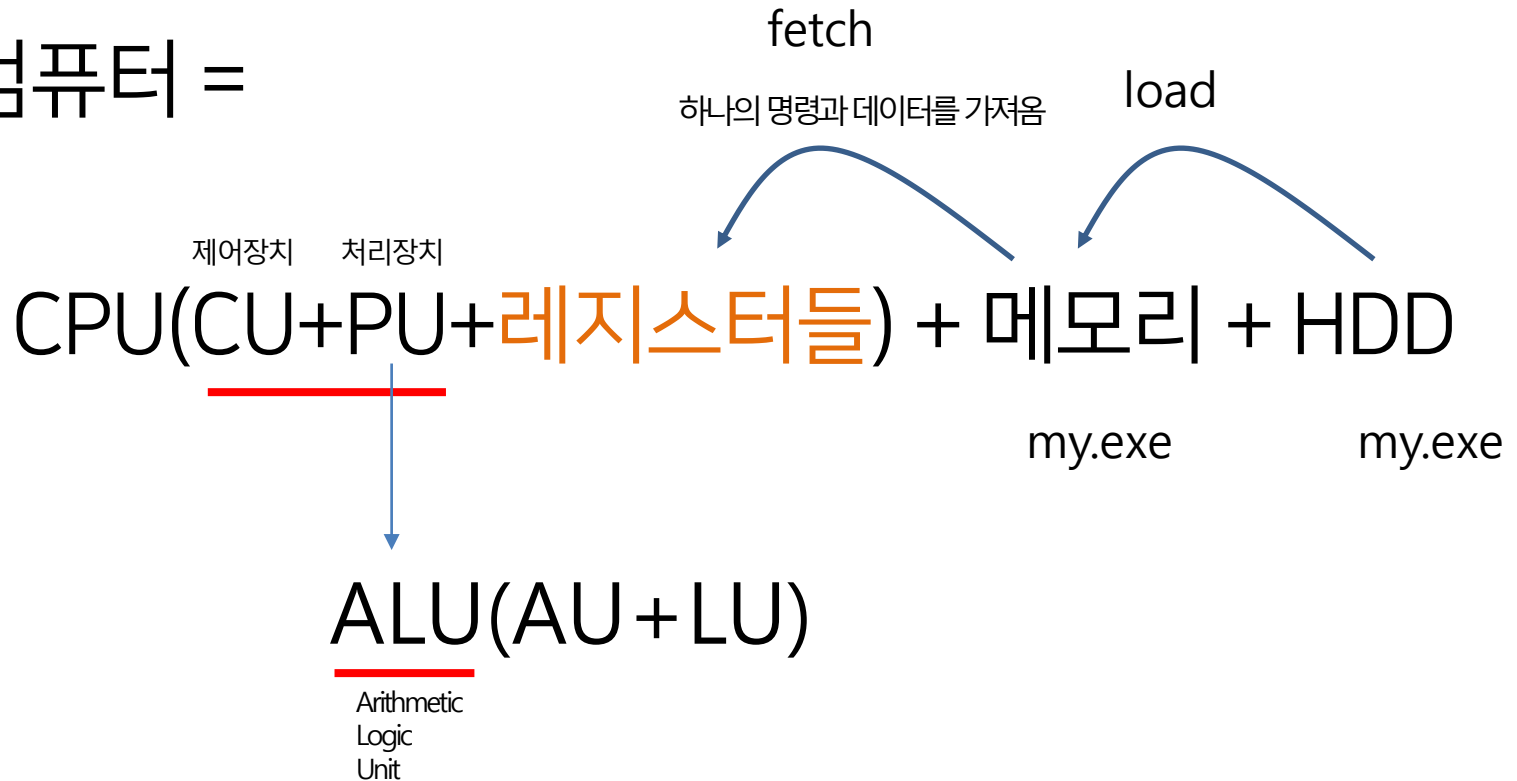 컴퓨터 =
fetch
하나의 명령과 데이터를 가져옴
load
제어장치 처리장치
CPU(CU+PU+레지스터들) + 메모리 + HDD
my.exe my.exe
ALU(AU+LU)
Arithmetic
Logic
Unit